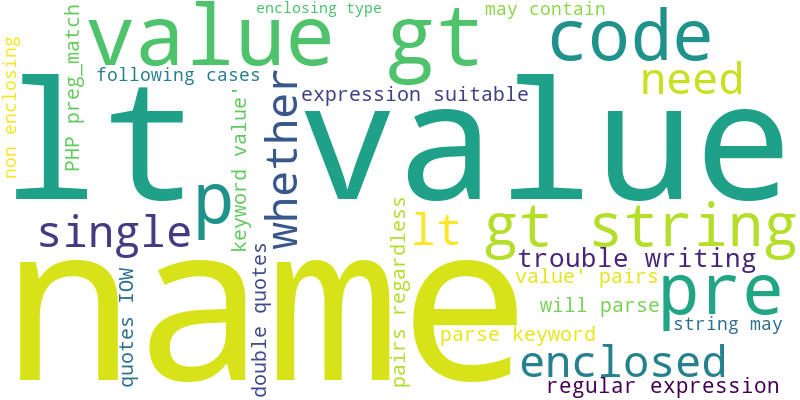 enclosing type
may contain
value gt
code
PHP preg_match
non enclosing
following cases
need
expression suitable
lt value
whether
keyword value'
p
single
lt
gt string
pairs regardless
double quotes
trouble writing
quotes IOW
name
value' pairs
pre
will parse
string may
parse keyword
enclosed
regular expression